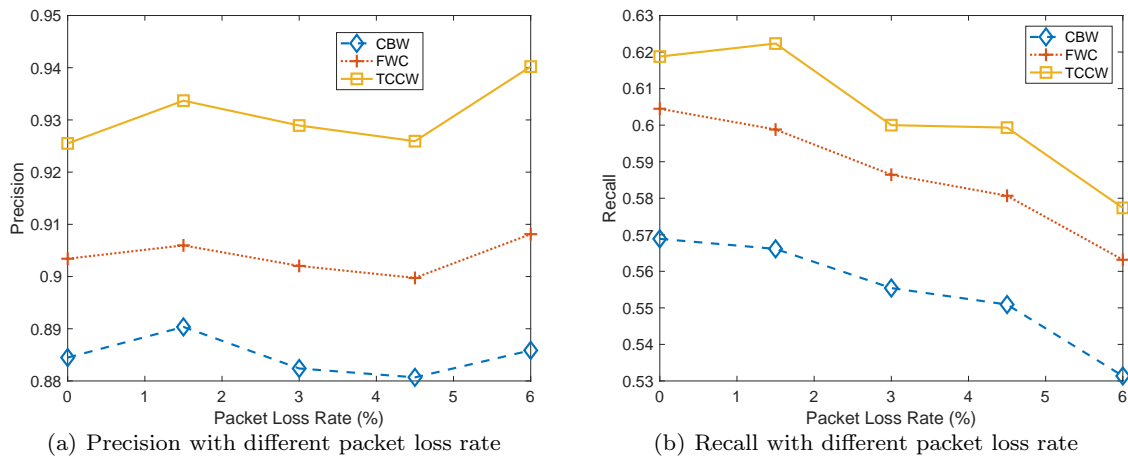 0.95
0.94
0.93
0.92
0.91
0.9
0.89
0.88
Precision
CBW
FWC
TCCW
0 1 2 3 4 5 6
Packet Loss Rate (%)
(a) Precision with different packet loss rate
0.63
0.62
0.61
0.6
0.59
0.58
0.57
0.56
0.55
0.54
0.53
Recall
CBW
FWC
TCCW
0 1 2 3 4 5 6
Packet Loss Rate (%)
(b) Recall with different packet loss rate